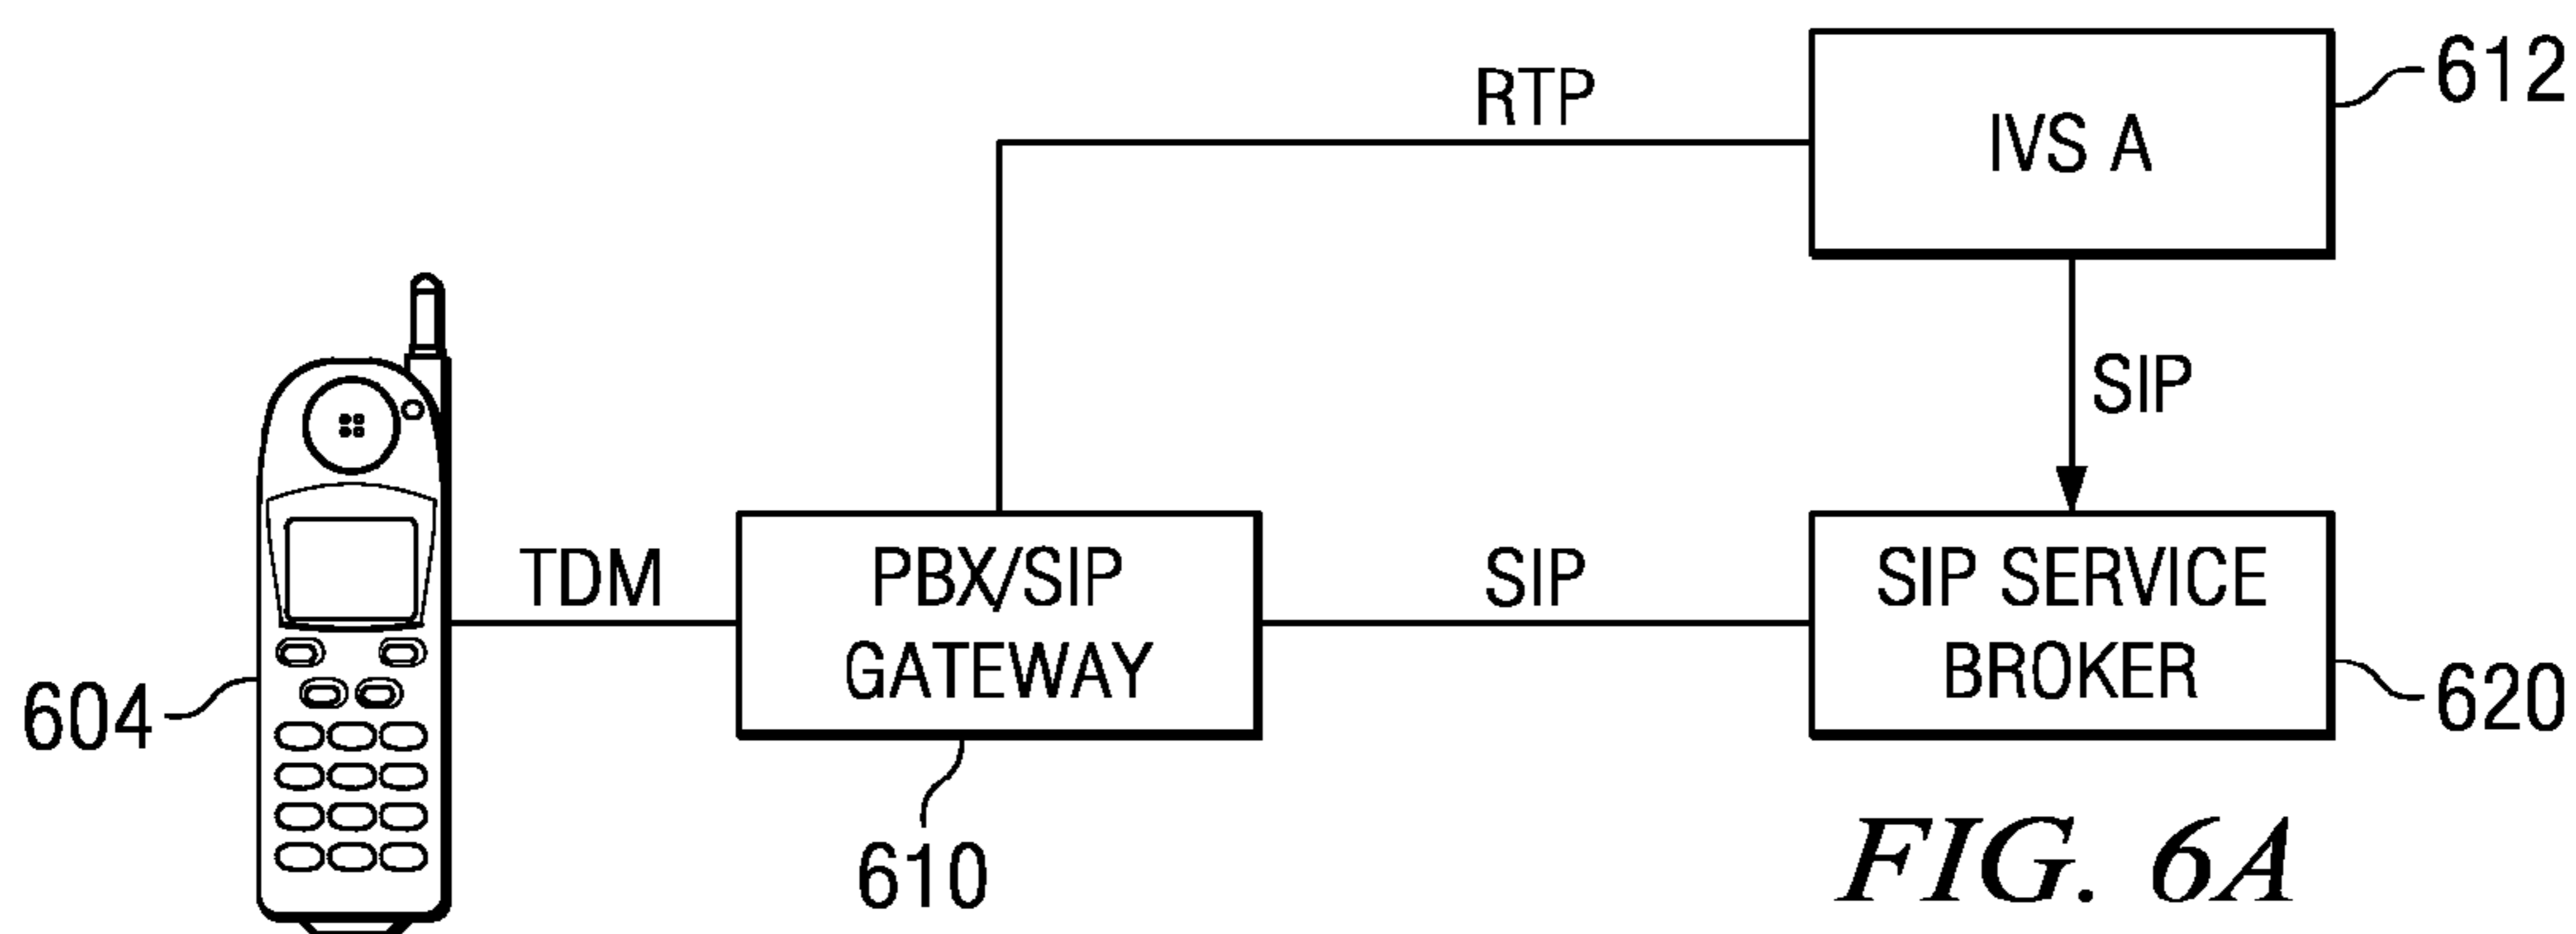 RTP
IVS A
612
SIP
604
TDM
PBX/SIP
GATEWAY
610
SIP
SIP SERVICE
BROKER
620
FIG. 6A